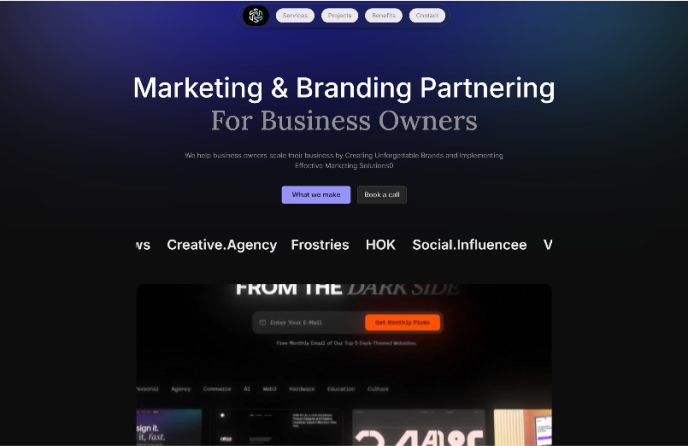 Services Projects Benefits Contact
Marketing & Branding Partnering
For Business Owners
We help business owners scale their business by Creating Unforgettable Brands and Implementing
Effective Marketing Solutions0
What we make Book a call
ws Creative.Agency Frostries HOK Social.Influencee V
FROM THE DARK SIDE
Enter Your E-Mail Get Monthly Picks
Free Monthly Email of Our Top 5 Dark-Themed Websites.
ersonal Agency Commerce AI Web3 Hardware Education Culture
sign it.
it, fast.